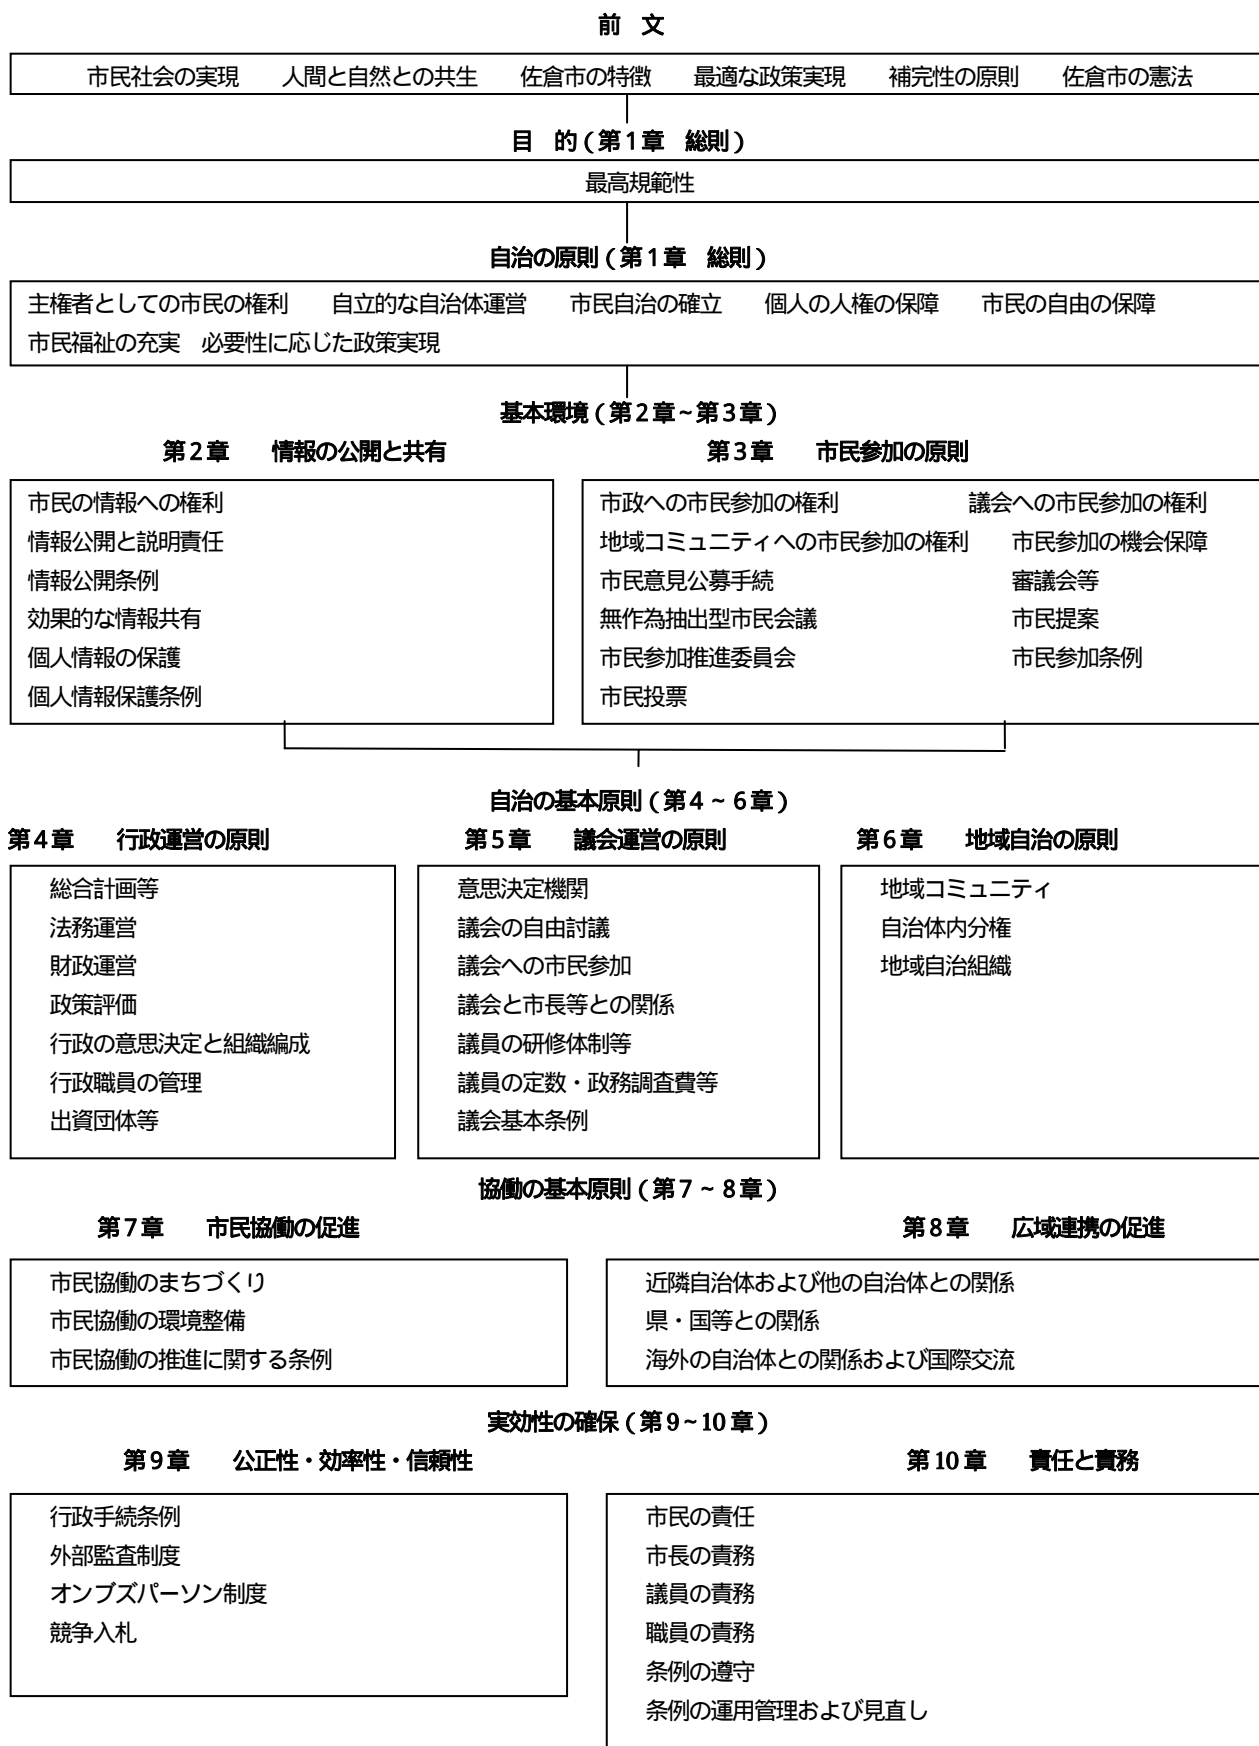 前　文
市民社会の実現　人間と自然との共生　佐倉市の特徴　最適な政策実現　補完性の原則　佐倉市の憲法
目　的（第1章　総則）
最高規範性
自治の原則（第1章　総則）
主権者としての市民の権利　自立的な自治体運営　市民自治の確立　個人の人権の保障　市民の自由の保障
市民福祉の充実　必要性に応じた政策実現
基本環境（第2章~第3章）
第2章　情報の公開と共有
市民の情報への権利
情報公開と説明責任
情報公開条例
効果的な情報共有
個人情報の保護
個人情報保護条例
第3章　市民参加の原則
市政への市民参加の権利　議会への市民参加の権利
地域コミュニティへの市民参加の権利　市民参加の機会保障
市民意見公募手続　審議会等
無作為抽出型市民会議　市民提案
市民参加推進委員会　市民参加条例
市民投票
自治の基本原則（第4~6章）
第4章　行政運営の原則
総合計画等
法務運営
財政運営
政策評価
行政の意思決定と組織編成
行政職員の管理
出資団体等
第5章　議会運営の原則
意思決定機関
議会の自由討議
議会への市民参加
議会と市長等との関係
議員の研修体制等
議員の定数・政務調査費等
議会基本条例
第6章　地域自治の原則
地域コミュニティ
自治体内分権
地域自治組織
協働の基本原則（第7~8章）
第7章　市民協働の促進
市民協働のまちづくり
市民協働の環境整備
市民協働の推進に関する条例
第8章　広域連携の促進
近隣自治体および他の自治体との関係
県・国等との関係
海外の自治体との関係および国際交流
実効性の確保（第9~10章）
第9章　公正性・効率性・信頼性
行政手続条例
外部監査制度
オンブズパーソン制度
競争入札
第10章　責任と責務
市民の責任
市長の責務
議員の責務
職員の責務
条例の遵守
条例の運用管理および見直し